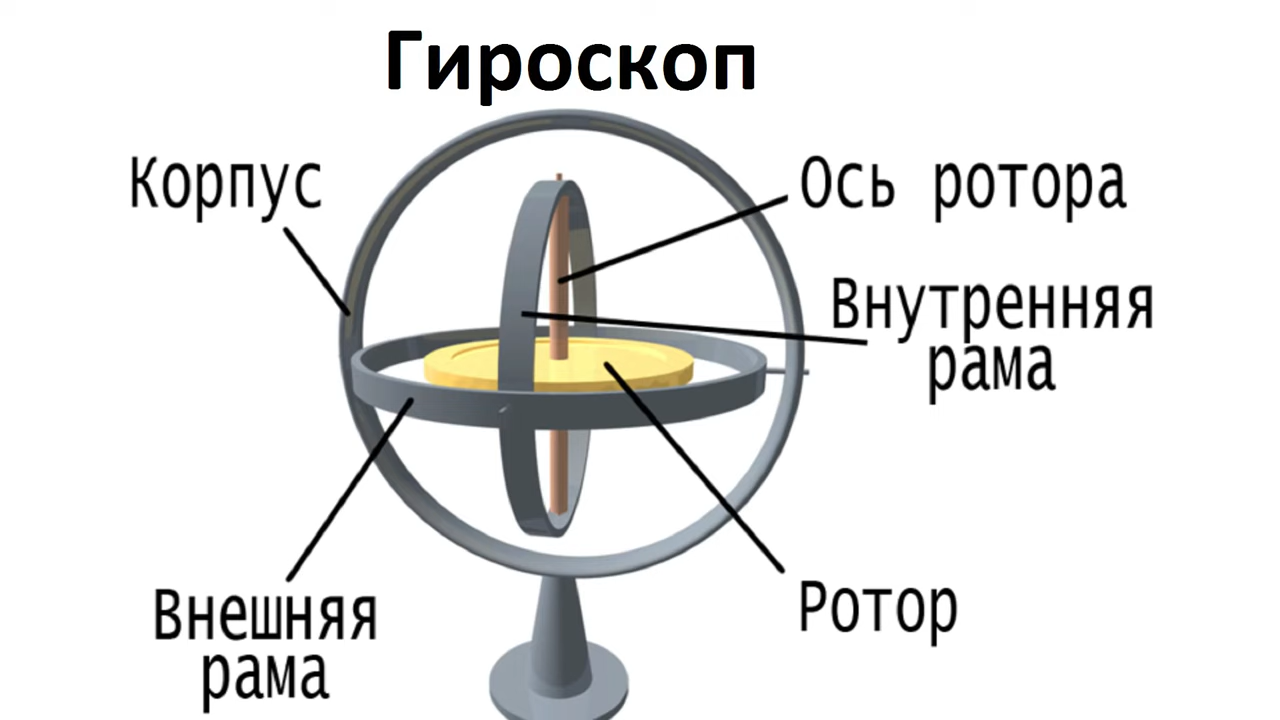 Гироскоп
Корпус
Ось ротора
Внутренняя
рама
Внешняя
рама
Ротор